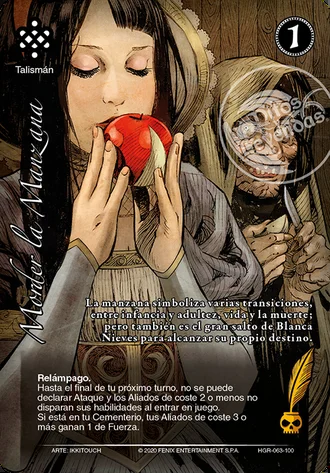 1
Talismán
Morder la Manzana
Mitos
y Leyendas
La manzana simboliza varias transiciones,
entre infancia y adultez, vida y la muerte;
pero también es el gran salto de Blanca
Nieves para alcanzar su propio destino.
Relámpago.
Hasta el final de tu próximo turno, no se puede
declarar Ataque y los Aliados de coste 2 o menos no
disparan sus habilidades al entrar en juego.
Si está en tu Cementerio, tus Aliados de coste 3 o
más ganan 1 de Fuerza.
ARTE: IKKITOUCH
© 2020 FENIX ENTERTAINMENT S.P.A.
HGR-063-100